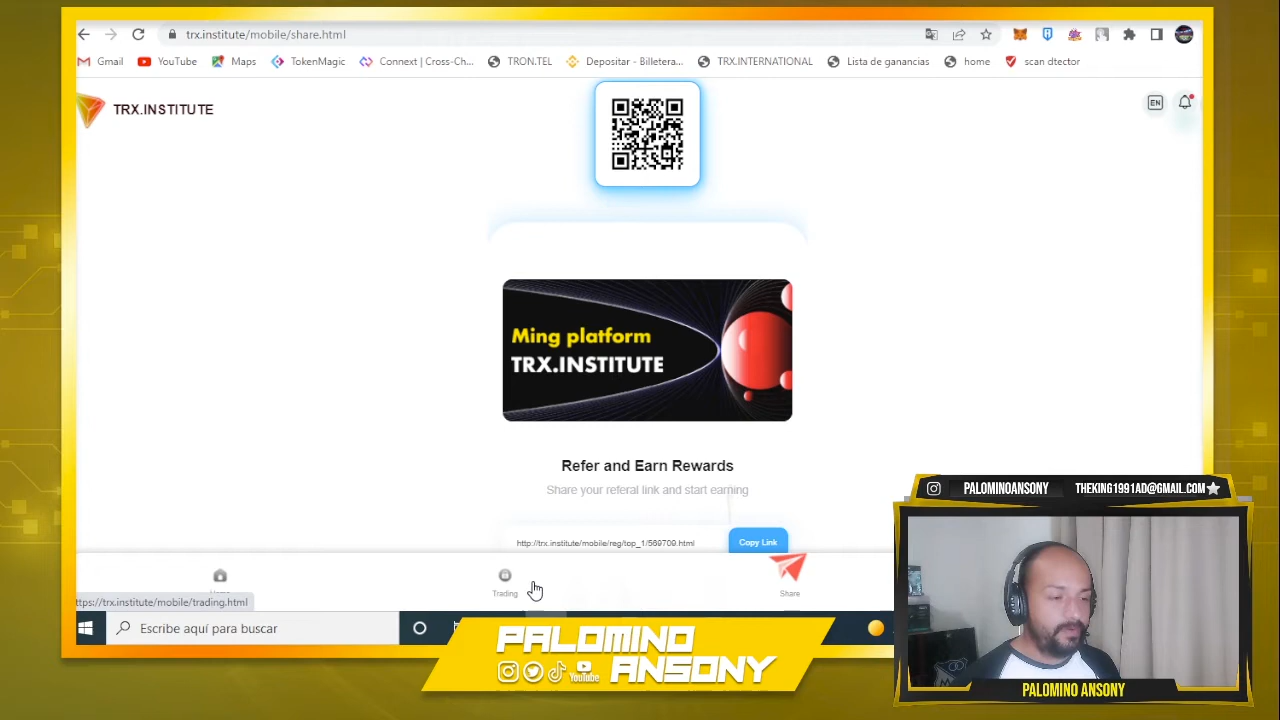 trx.institute/mobile/share.html
Gmail
YouTube
Maps
TokenMagic
Connext | Cross-Ch...
TRON.TEL
Depositar - Billetera...
TRX.INTERNATIONAL
Lista de ganancias
home
scan dtector
TRX.INSTITUTE
EN
Ming platform
TRX.INSTITUTE
Refer and Earn Rewards
Share your referal link and start earning
http://trx.institute/mobile/reg/top_1/569709.html
Copy Link
Trading
Share
ttps://trx.institute/mobile/trading.html
Escribe aquí para buscar
PALOMINOANSONY
THEKING1991AD@GMAIL.COM
PALOMINO
YouTube
ANSONY
PALOMINO ANSONY